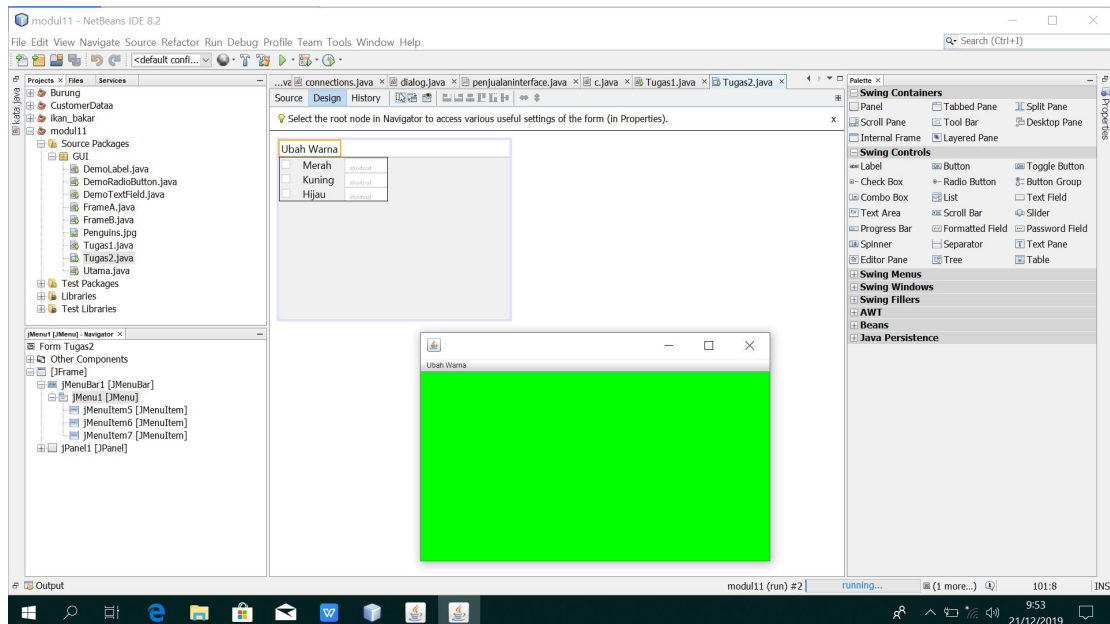 modul11 - NetBeans IDE 8.2
File Edit View Navigate Source Refactor Run Debug Profile Team Tools Window Help
Search (Ctrl+I)
<default confi...
Projects Files Services
Burung
CustomerDataa
ikan_bakar
modul11
Source Packages
GUI
DemoLabel.java
DemoRadioButton.java
DemoTextField.java
FrameA.java
FrameB.java
Penguins.jpg
Tugas1.java
Tugas2.java
Utama.java
Test Packages
Libraries
Test Libraries
kata.java
jMenu1 [JMenu] - Navigator
Form Tugas2
Other Components
[JFrame]
jMenuBar1 [JMenuBar]
jMenu1 [JMenu]
jMenuItem5 [JMenuItem]
jMenuItem6 [JMenuItem]
jMenuItem7 [JMenuItem]
jPanel1 [JPanel]
...va connections.java dialog.java penjualaninterface.java c.java Tugas1.java Tugas2.java
Source Design History
Select the root node in Navigator to access various useful settings of the form (in Properties). x
Ubah Warna
Merah shortcut
Kuning shortcut
Hijau shortcut
Ubah Warna
Palette
Swing Containers
Panel Tabbed Pane Split Pane
Scroll Pane Tool Bar Desktop Pane
Internal Frame Layered Pane
Swing Controls
Label Button Toggle Button
Check Box Radio Button Button Group
Combo Box List Text Field
Text Area Scroll Bar Slider
Progress Bar Formatted Field Password Field
Spinner Separator Text Pane
Editor Pane Tree Table
Swing Menus
Swing Windows
Swing Fillers
AWT
Beans
Java Persistence
Properties
Output
modul11 (run) #2 running... (1 more...) 101:8 INS
9:53
21/12/2019